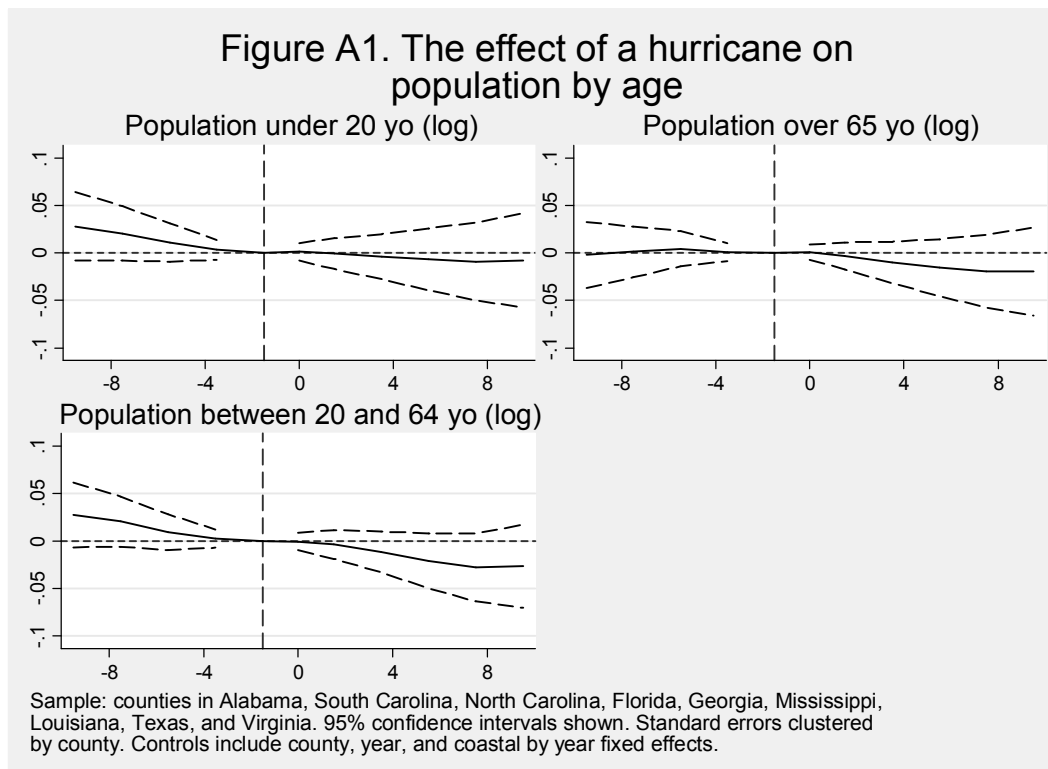 Figure A1. The effect of a hurricane on
population by age
Population under 20 yo (log)
.1
.05
0
-.05
-.1
-8 -4 0 4 8
Population over 65 yo (log)
.1
.05
0
-.05
-.1
-8 -4 0 4 8
Population between 20 and 64 yo (log)
.1
.05
0
-.05
-.1
-8 -4 0 4 8
Sample: counties in Alabama, South Carolina, North Carolina, Florida, Georgia, Mississippi,
Louisiana, Texas, and Virginia. 95% confidence intervals shown. Standard errors clustered
by county. Controls include county, year, and coastal by year fixed effects.